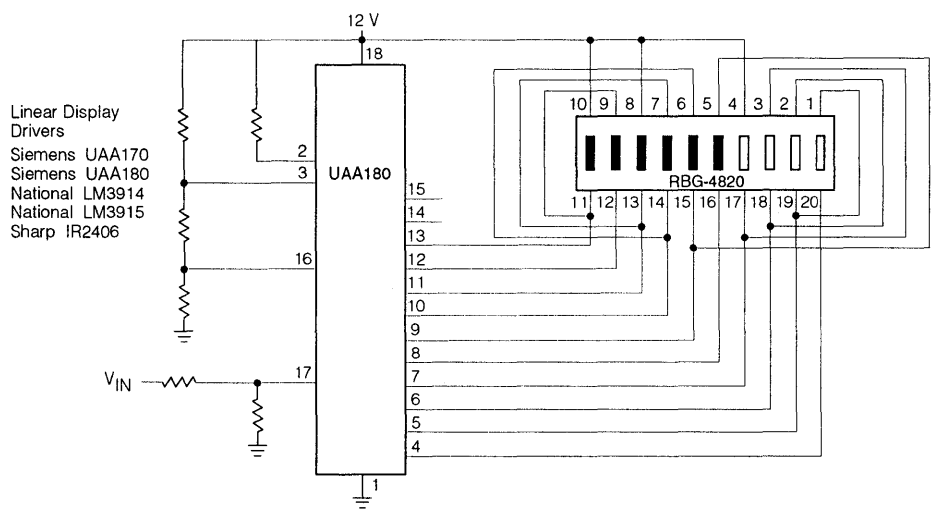 12 V
18
Linear Display
Drivers
Siemens UAA170
Siemens UAA180
National LM3914
National LM3915
Sharp IR2406
2
3
16
17
V_IN
UAA180
15
14
13
12
11
10
9
8
7
6
5
4
1
10 9 8 7 6 5 4 3 2 1
RBG-4820
11 12 13 14 15 16 17 18 19 20